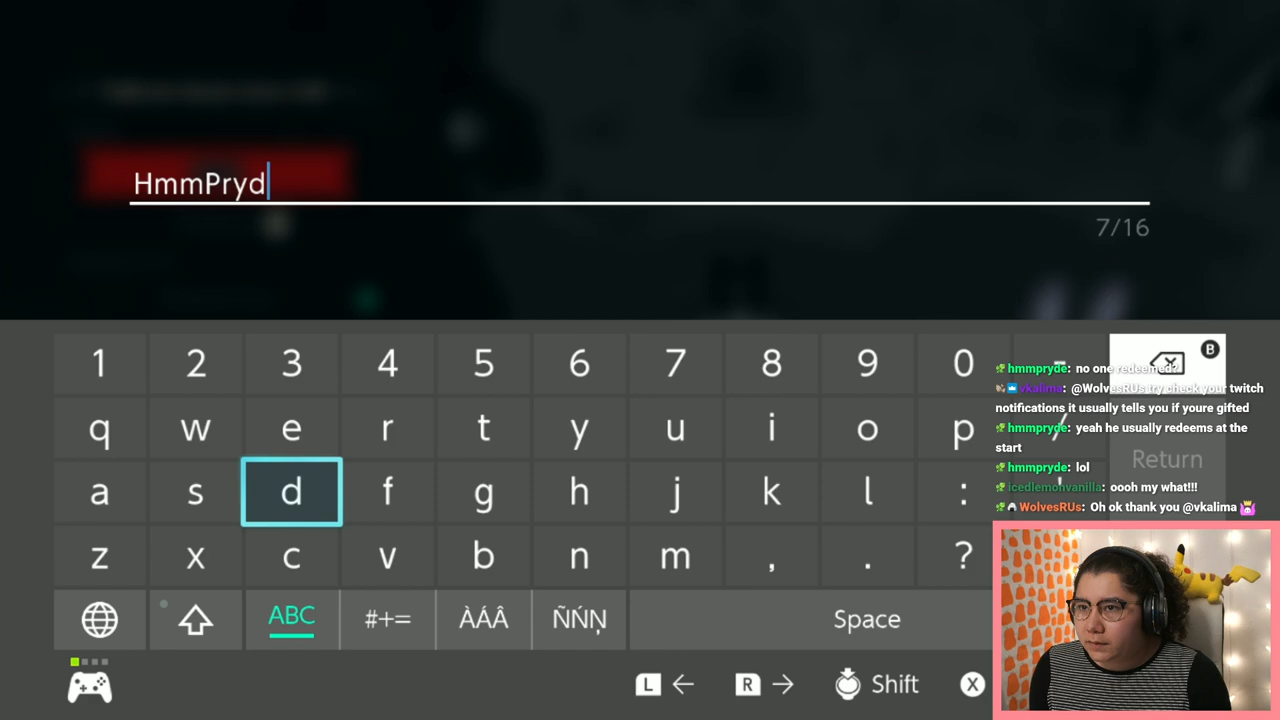 HmmPryd
7/16
1 2 3 4 5 6 7 8 9 0 -
B
q w e r t y u i o p /
Return
a s d f g h j k l : '
z x c v b n m , . ?
ABC #+= ÀÁÂ ÑŃŅ Space
L ← R → Shift X
hmmpryde: no one redeemed?
vkalima: @WolvesRUs try check your twitch
notifications it usually tells you if youre gifted
hmmpryde: yeah he usually redeems at the
start
hmmpryde: lol
icedlemonvanilla: oooh my what!!!
WolvesRUs: Oh ok thank you @vkalima